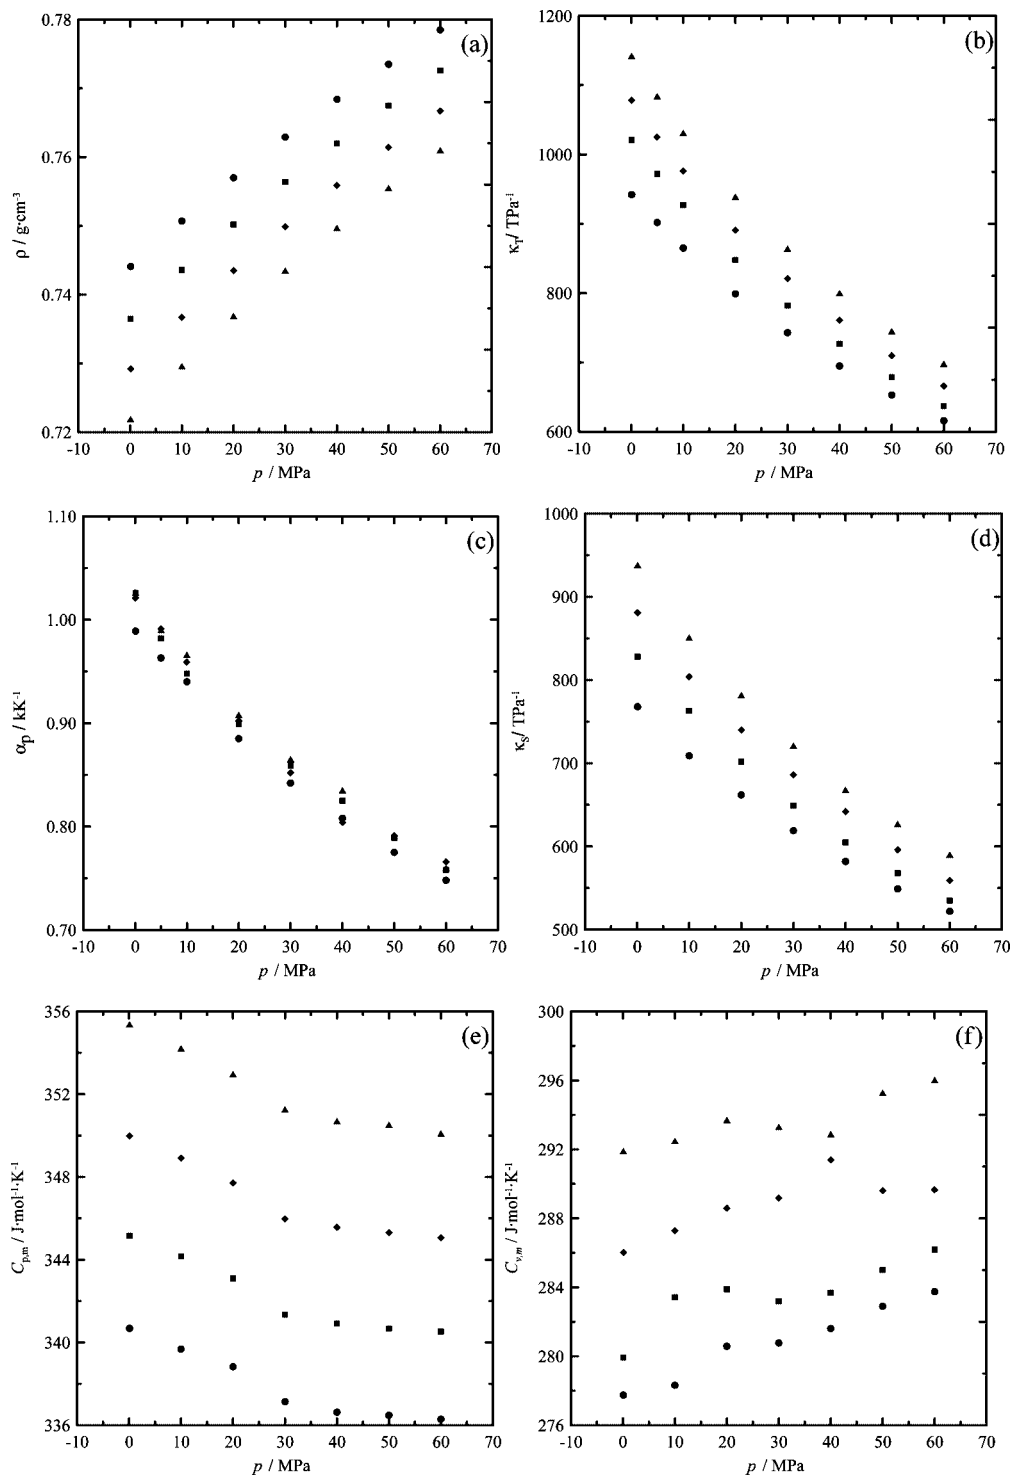 0.78
0.76
0.74
0.72
ρ / g·cm⁻³
(a)
-10 0 10 20 30 40 50 60 70
p / MPa
1200
1000
800
600
κT/ TPa⁻¹
(b)
-10 0 10 20 30 40 50 60 70
p / MPa
1.10
1.00
0.90
0.80
0.70
αp / kK⁻¹
(c)
-10 0 10 20 30 40 50 60 70
p / MPa
1000
900
800
700
600
500
κS/ TPa⁻¹
(d)
-10 0 10 20 30 40 50 60 70
p / MPa
356
352
348
344
340
336
Cp,m / J·mol⁻¹·K⁻¹
(e)
-10 0 10 20 30 40 50 60 70
p / MPa
300
296
292
288
284
280
276
Cv,m / J·mol⁻¹·K⁻¹
(f)
-10 0 10 20 30 40 50 60 70
p / MPa